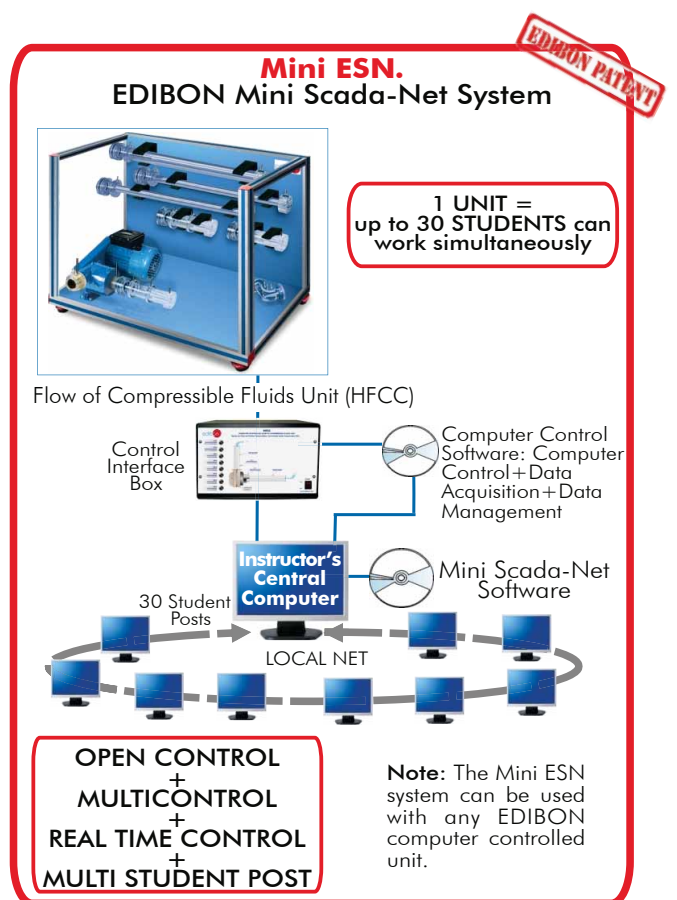 EDIBON PATENT
Mini ESN.
EDIBON Mini Scada-Net System
1 UNIT =
up to 30 STUDENTS can
work simultaneously
Flow of Compressible Fluids Unit (HFCC)
Control
Interface
Box
Computer Control
Software: Computer
Control+Data
Acquisition+Data
Management
Instructor’s
Central
Computer
Mini Scada-Net
Software
30 Student
Posts
LOCAL NET
OPEN CONTROL
+
MULTICONTROL
+
REAL TIME CONTROL
+
MULTI STUDENT POST
Note: The Mini ESN
system can be used
with any EDIBON
computer controlled
unit.